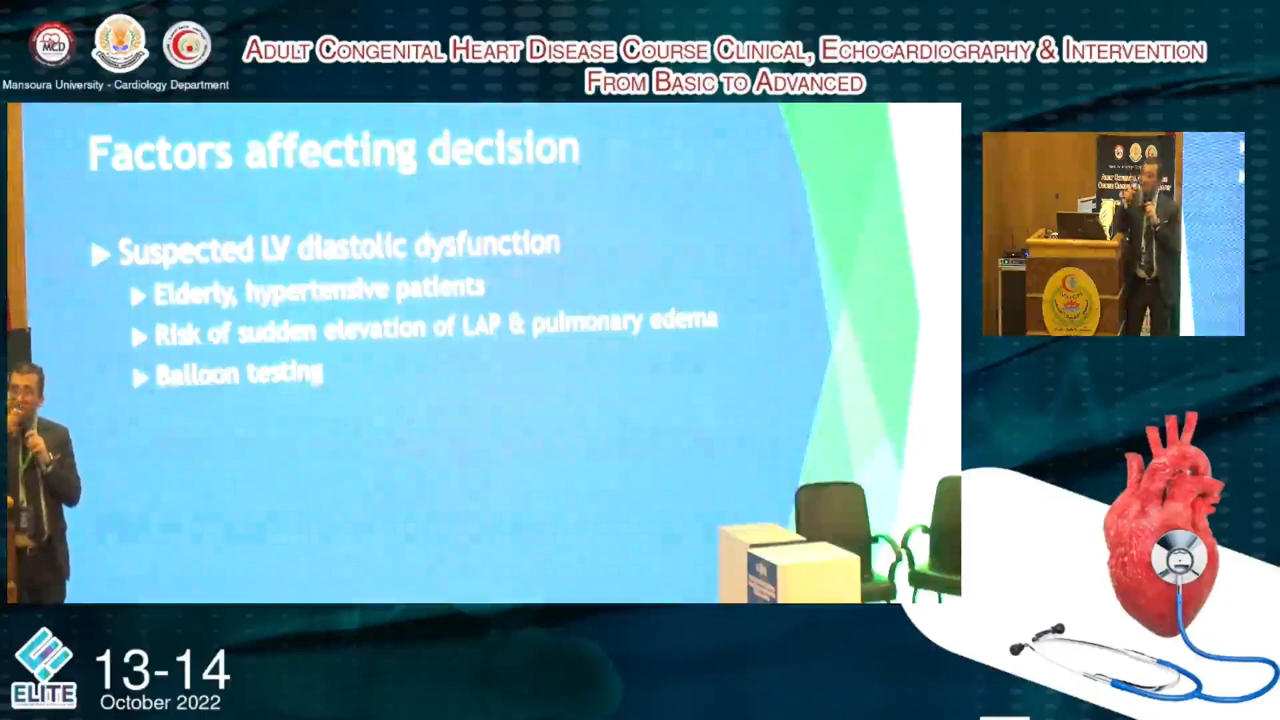 ADULT CONGENITAL HEART DISEASE COURSE CLINICAL, ECHOCARDIOGRAPHY & INTERVENTION
FROM BASIC TO ADVANCED
MCD
Mansoura University - Cardiology Department
Factors affecting decision
Suspected LV diastolic dysfunction
Elderly, hypertensive patients
Risk of sudden elevation of LAP & pulmonary edema
Balloon testing
ELITE
13-14
October 2022